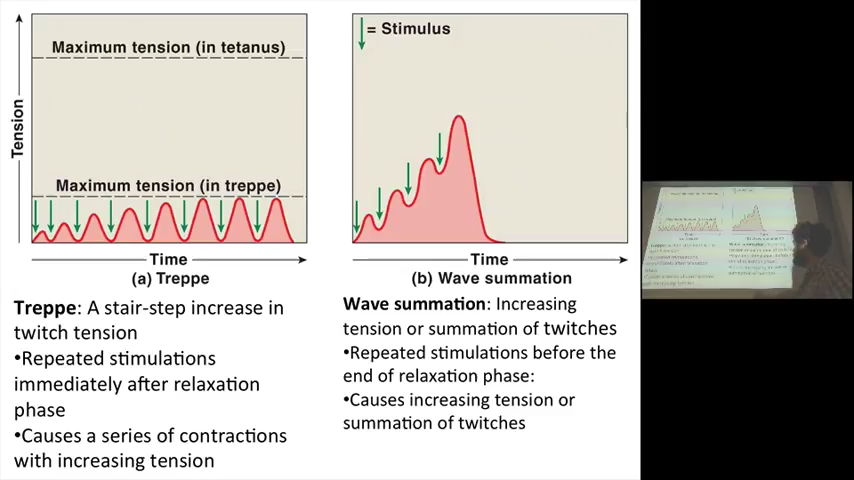 Tension
Maximum tension (in tetanus)
Maximum tension (in treppe)
Time
(a) Treppe
= Stimulus
Time
(b) Wave summation
Treppe: A stair-step increase in
twitch tension
•Repeated stimulations
immediately after relaxation
phase
•Causes a series of contractions
with increasing tension
Wave summation: Increasing
tension or summation of twitches
•Repeated stimulations before the
end of relaxation phase:
•Causes increasing tension or
summation of twitches